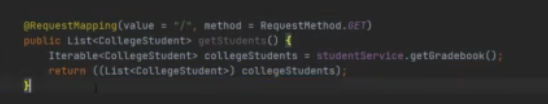 @RequestMapping(value = "/", method = RequestMethod.GET)
public List<CollegeStudent> getStudents() {
Iterable<CollegeStudent> collegeStudents = studentService.getGradebook();
return ((List<CollegeStudent>) collegeStudents);
}